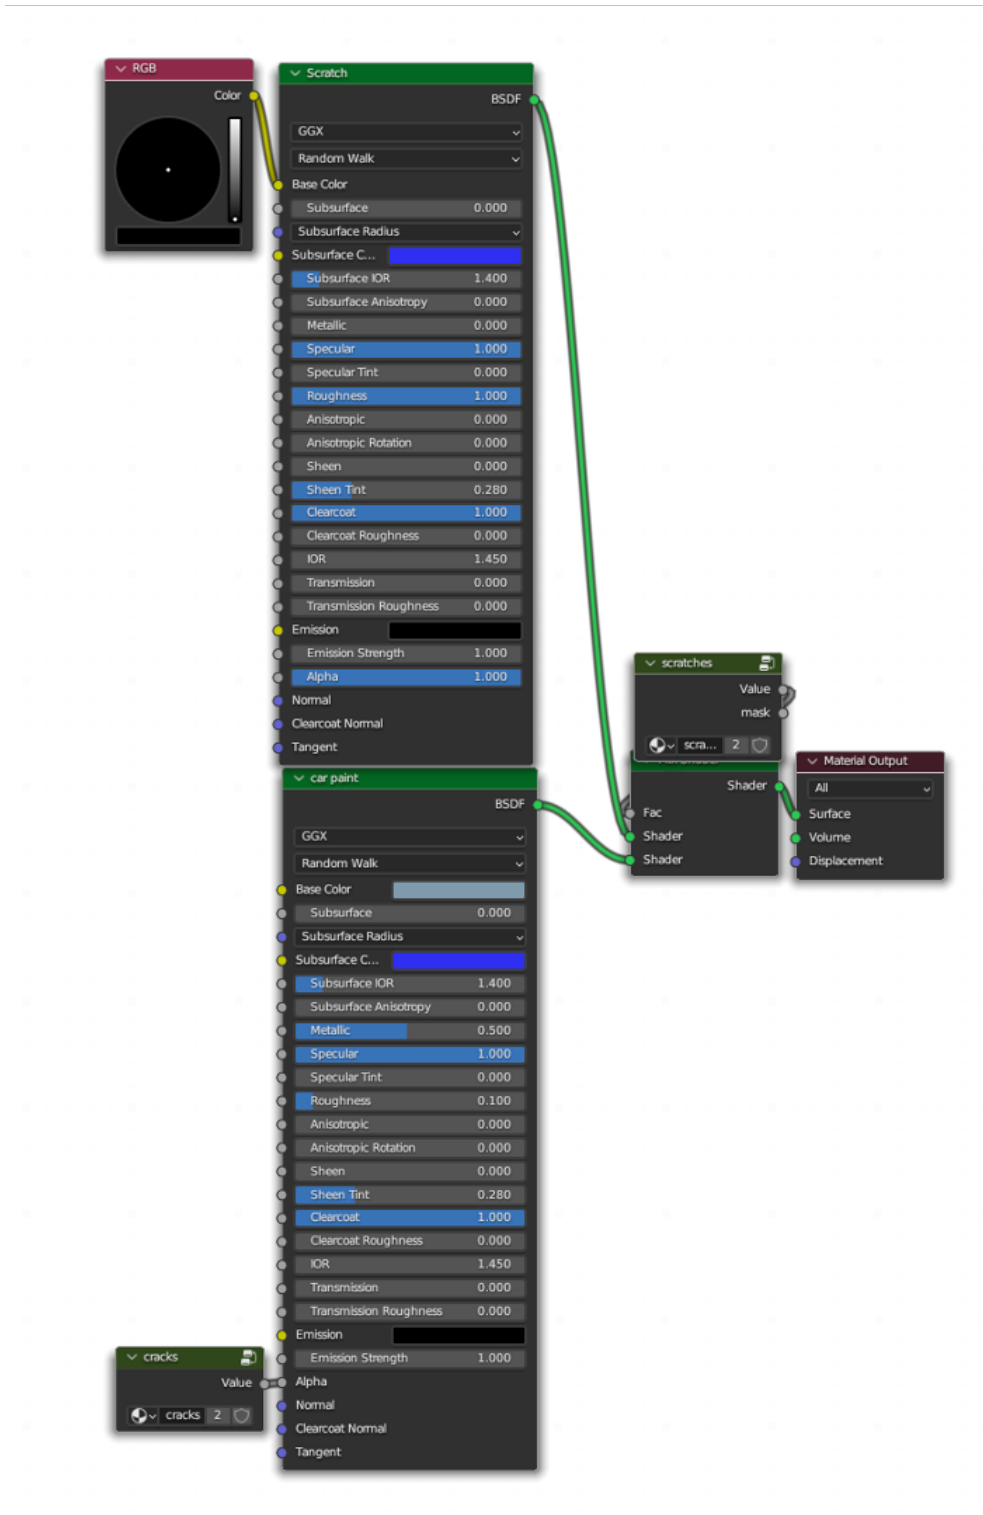 RGB
Color
Scratch
BSDF
GGX
Random Walk
Base Color
Subsurface 0.000
Subsurface Radius
Subsurface C...
Subsurface IOR 1.400
Subsurface Anisotropy 0.000
Metallic 0.000
Specular 1.000
Specular Tint 0.000
Roughness 1.000
Anisotropic 0.000
Anisotropic Rotation 0.000
Sheen 0.000
Sheen Tint 0.280
Clearcoat 1.000
Clearcoat Roughness 0.000
IOR 1.450
Transmission 0.000
Transmission Roughness 0.000
Emission
Emission Strength 1.000
Alpha 1.000
Normal
Clearcoat Normal
Tangent
scratches
Value
mask
scra... 2
Shader
Fac
Shader
Shader
Material Output
All
Surface
Volume
Displacement
car paint
BSDF
GGX
Random Walk
Base Color
Subsurface 0.000
Subsurface Radius
Subsurface C...
Subsurface IOR 1.400
Subsurface Anisotropy 0.000
Metallic 0.500
Specular 1.000
Specular Tint 0.000
Roughness 0.100
Anisotropic 0.000
Anisotropic Rotation 0.000
Sheen 0.000
Sheen Tint 0.280
Clearcoat 1.000
Clearcoat Roughness 0.000
IOR 1.450
Transmission 0.000
Transmission Roughness 0.000
Emission
Emission Strength 1.000
Alpha
Normal
Clearcoat Normal
Tangent
cracks
Value
cracks 2